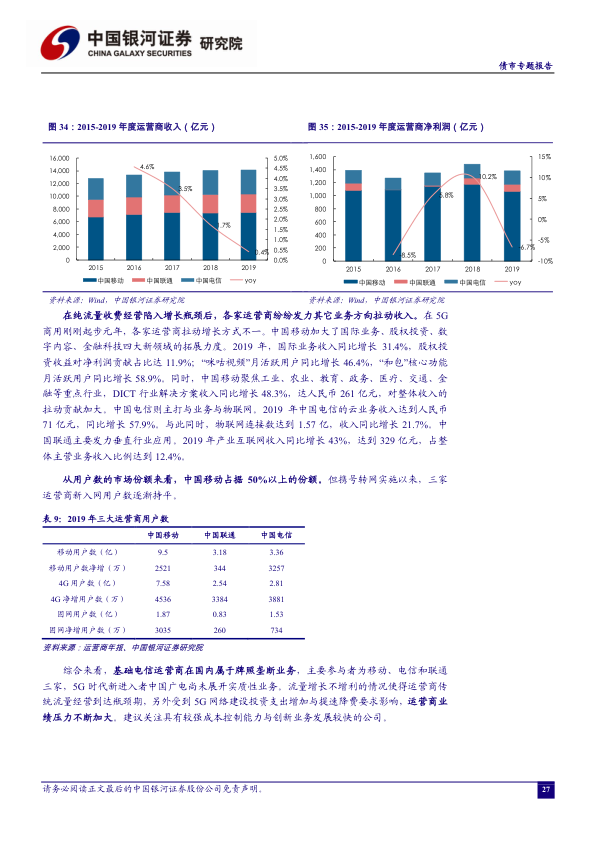 中国银河证券 研究院
CHINA GALAXY SECURITIES
债市专题报告
图 34：2015-2019 年度运营商收入（亿元）
图 35：2015-2019 年度运营商净利润（亿元）
16,000
14,000
12,000
10,000
8,000
6,000
4,000
2,000
0
4.6%
3.5%
1.7%
0.4%
5.0%
4.5%
4.0%
3.5%
3.0%
2.5%
2.0%
1.5%
1.0%
0.5%
0.0%
2015 2016 2017 2018 2019
中国移动 中国联通 中国电信 yoy
1,600
1,400
1,200
1,000
800
600
400
200
0
-8.5%
5.8%
10.2%
-6.7%
15%
10%
5%
0%
-5%
-10%
2015 2016 2017 2018 2019
中国移动 中国联通 中国电信 yoy
资料来源：Wind，中国银河证券研究院
资料来源：Wind，中国银河证券研究院
在纯流量收费经营陷入增长瓶颈后，各家运营商纷纷发力其它业务方向拉动收入。在 5G
商用刚刚起步元年，各家运营商拉动增长方式不一。中国移动加大了国际业务、股权投资、数
字内容、金融科技四大新领域的拓展力度。2019 年，国际业务收入同比增长 31.4%，股权投
资收益对净利润贡献占比达 11.9%；“咪咕视频”月活跃用户同比增长 46.4%，“和包”核心功能
月活跃用户同比增长 58.9%。同时，中国移动聚焦工业、农业、教育、政务、医疗、交通、金
融等重点行业，DICT 行业解决方案收入同比增长 48.3%，达人民币 261 亿元，对整体收入的
拉动贡献加大。中国电信则主打与业务与物联网。2019 年中国电信的云业务收入达到人民币
71 亿元，同比增长 57.9%。与此同时，物联网连接数达到 1.57 亿，收入同比增长 21.7%。中
国联通主要发力垂直行业应用。2019 年产业互联网收入同比增长 43%，达到 329 亿元，占整
体主营业务收入比例达到 12.4%。
从用户数的市场份额来看，中国移动占据 50%以上的份额。但携号转网实施以来，三家
运营商新入网用户数逐渐持平。
表 9：2019 年三大运营商用户数
中国移动 中国联通 中国电信
移动用户数（亿） 9.5 3.18 3.36
移动用户数净增（万） 2521 344 3257
4G 用户数（亿） 7.58 2.54 2.81
4G 净增用户数（万） 4536 3384 3881
固网用户数（亿） 1.87 0.83 1.53
固网净增用户数（万） 3035 260 734
资料来源：运营商年报、中国银河证券研究院
综合来看，基础电信运营商在国内属于牌照垄断业务，主要参与者为移动、电信和联通
三家，5G 时代新进入者中国广电尚未展开实质性业务。流量增长不增利的情况使得运营商传
统流量经营到达瓶颈期，另外受到 5G 网络建设投资支出增加与提速降费要求影响，运营商业
绩压力不断加大。建议关注具有较强成本控制能力与创新业务发展较快的公司。
请务必阅读正文最后的中国银河证券股份公司免责声明。
27